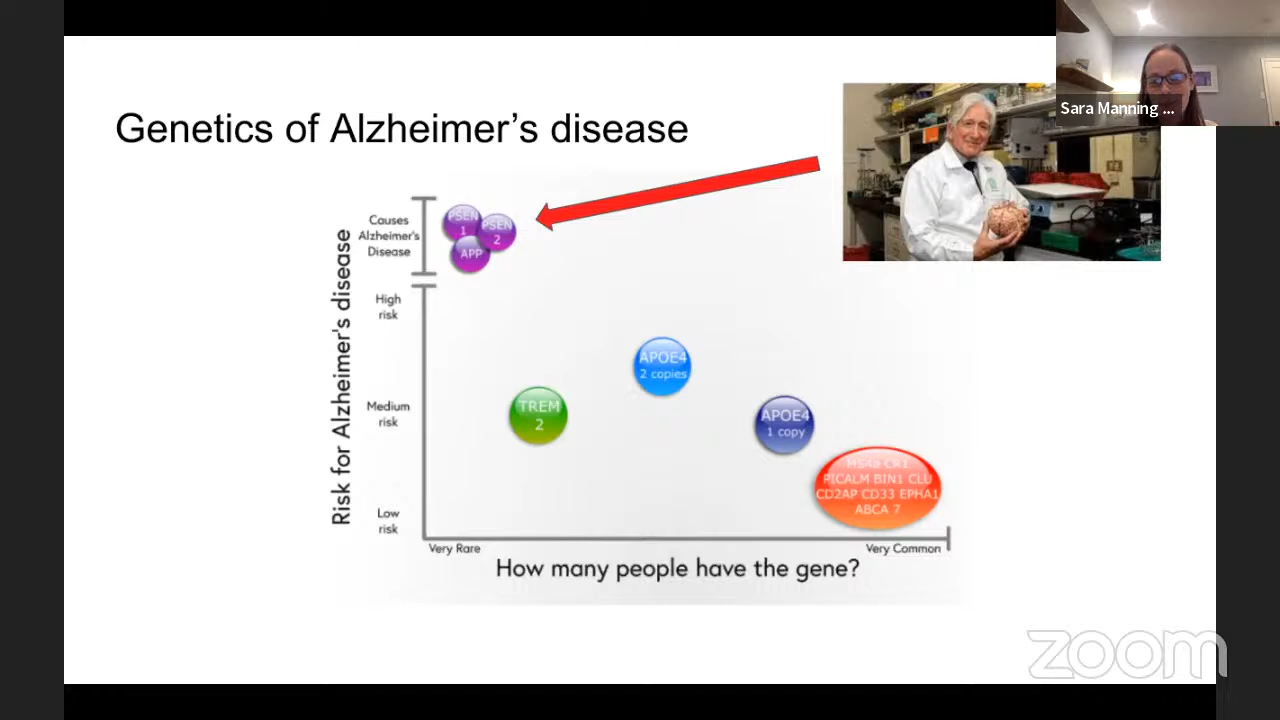 Sara Manning ...
Genetics of Alzheimer's disease
Risk for Alzheimer's disease
Causes
Alzheimer's
Disease
High
risk
Medium
risk
Low
risk
PSEN
1
PSEN
2
APP
APOE4
2 copies
TREM
2
APOE4
1 copy
MS4a CR1
PICALM BIN1 CLU
CD2AP CD33 EPHA1
ABCA 7
Very Rare
Very Common
How many people have the gene?
zoom